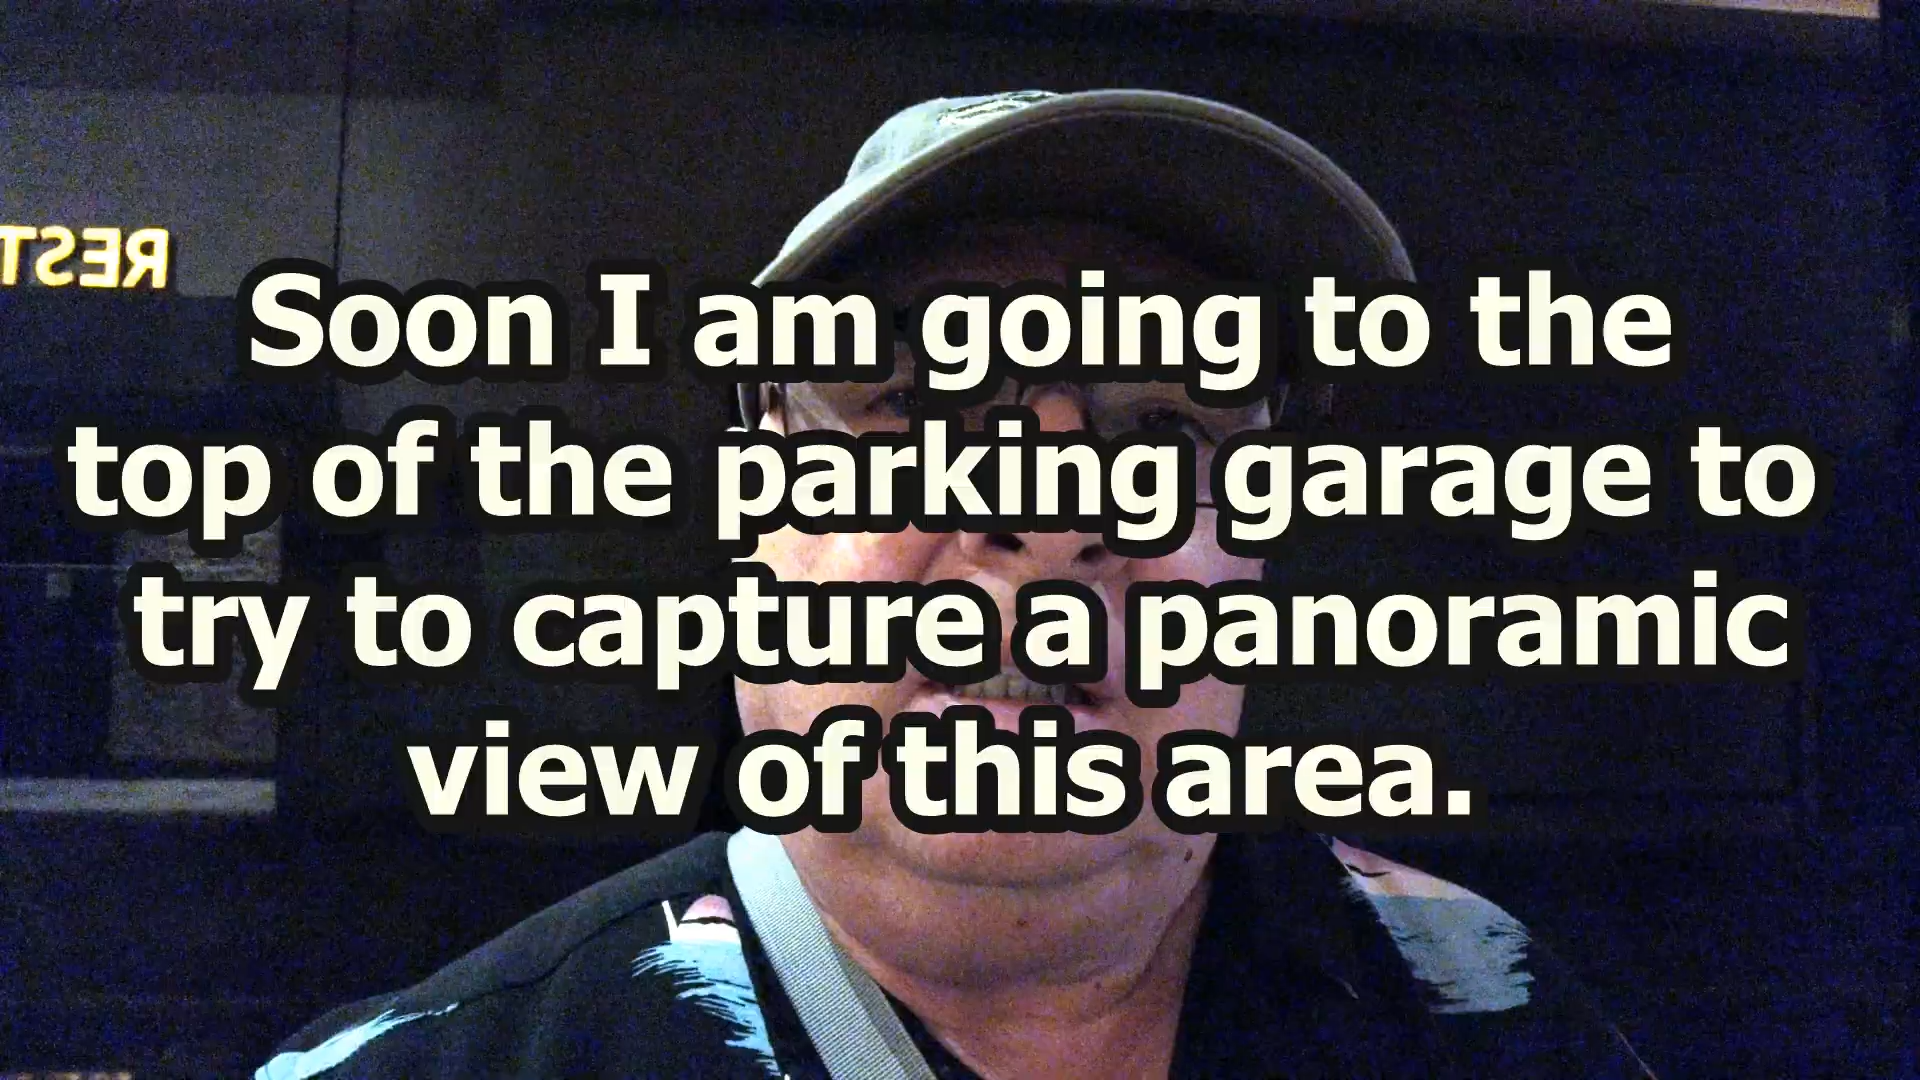 REST
Soon I am going to the
top of the parking garage to
try to capture a panoramic
view of this area.